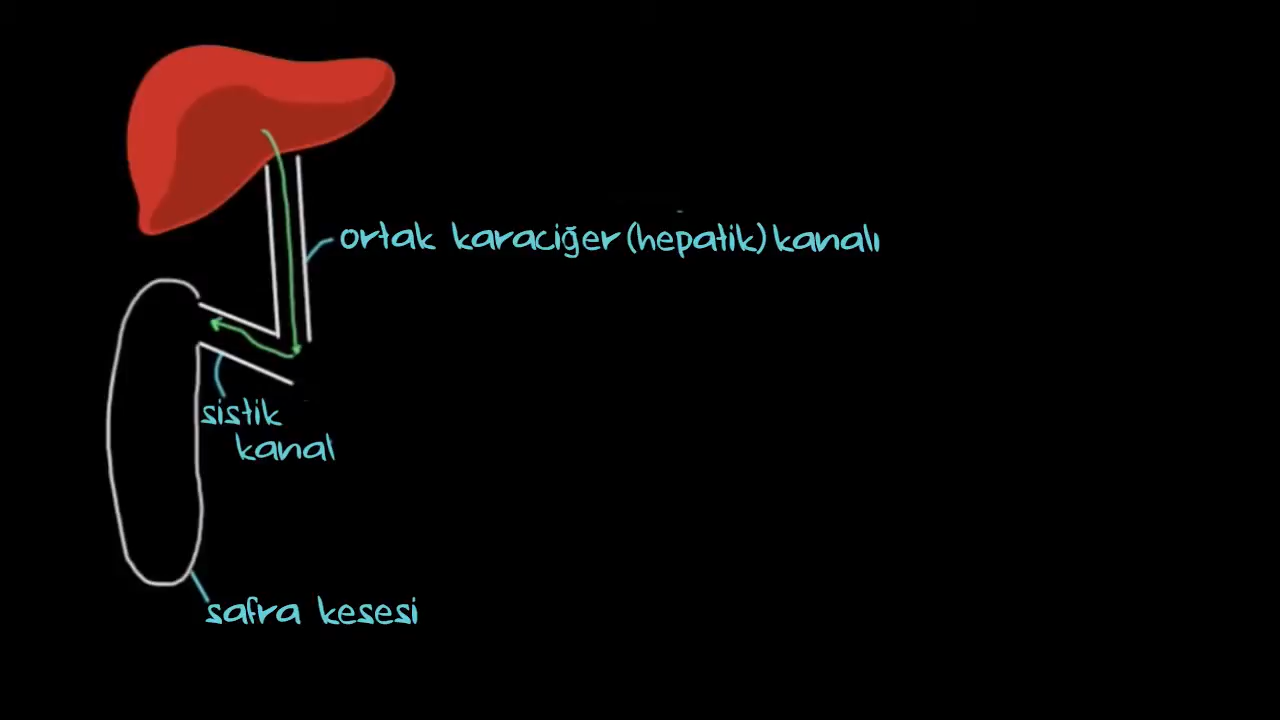 ortak karaciğer (hepatik) kanalı
sistik
kanal
safra kesesi